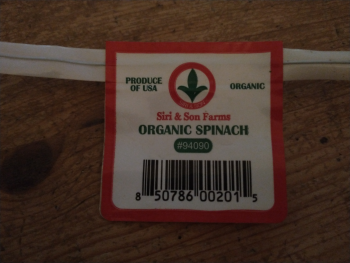 PRODUCE OF USA
ORGANIC
Siri & Son Farms
ORGANIC SPINACH
#94090
8 50786 00201 5